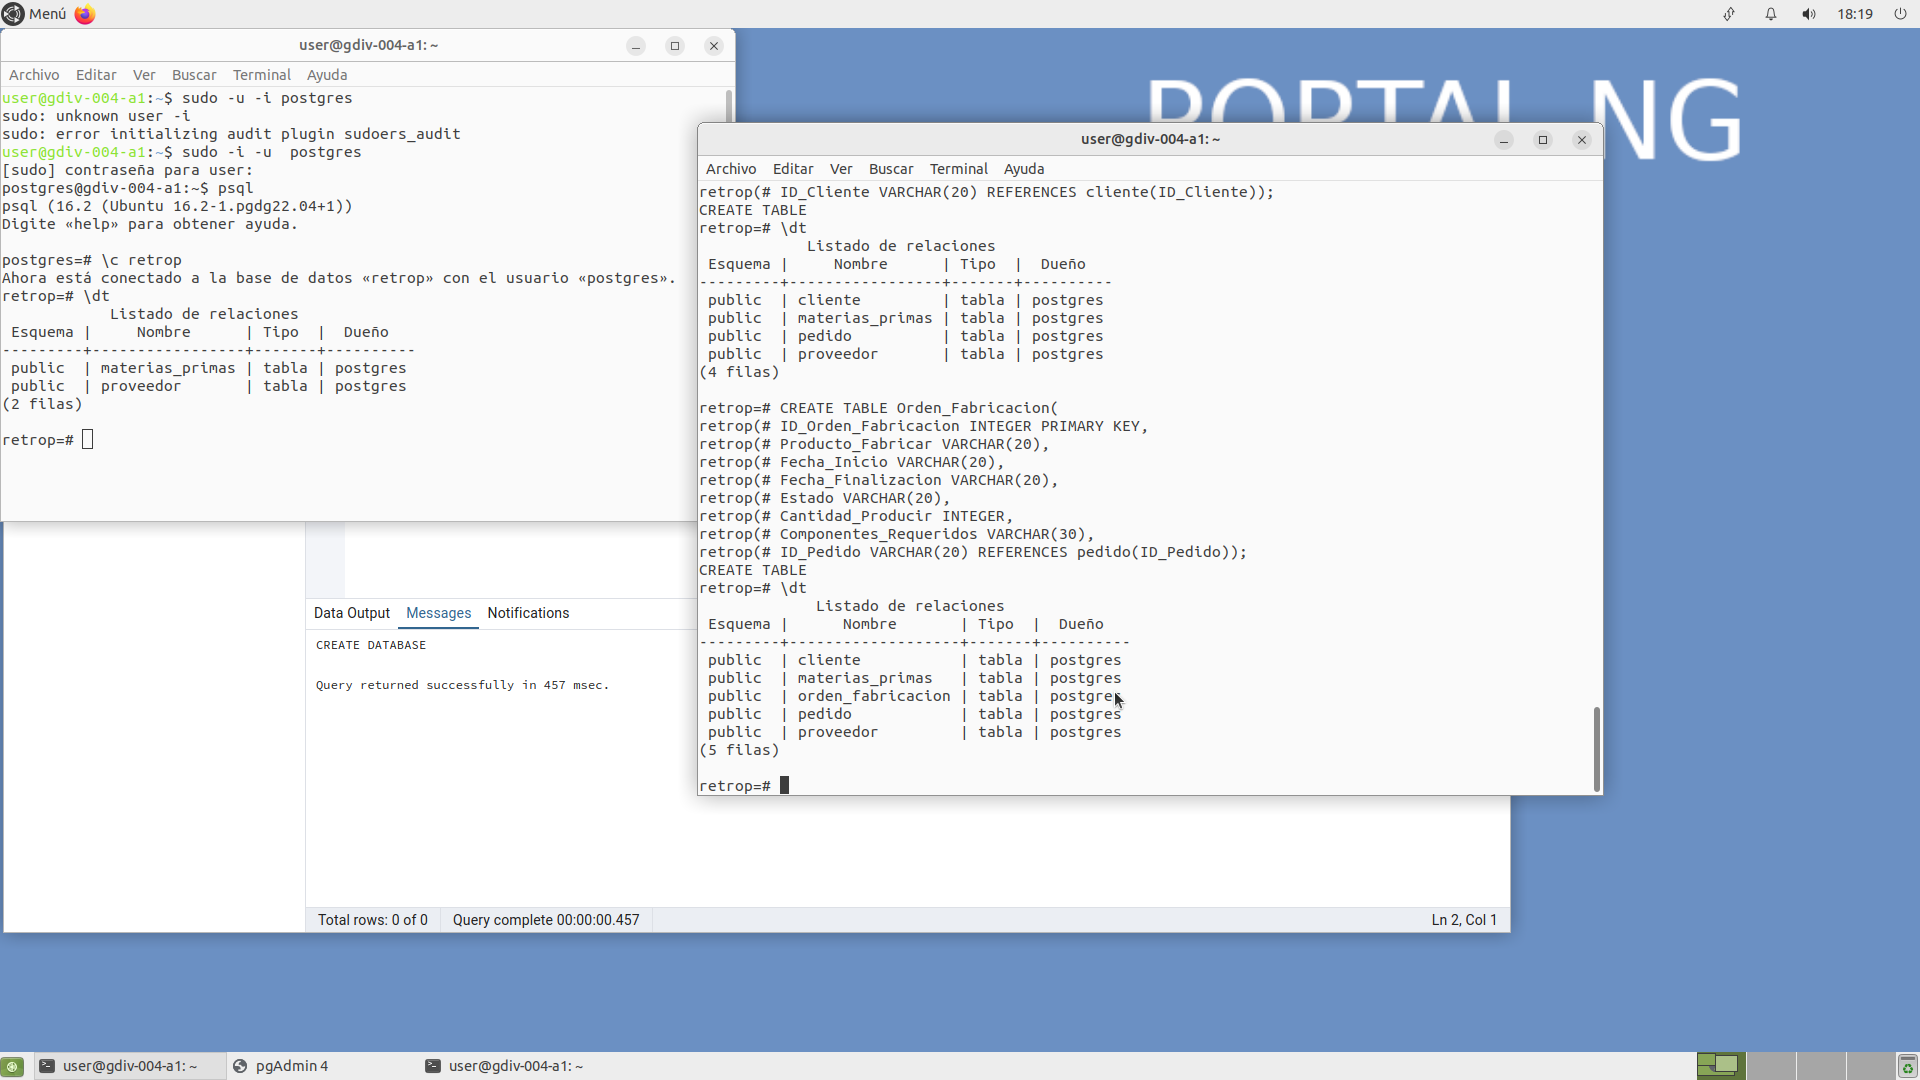 Menú
18:19
PORTAL NG
user@gdiv-004-a1: ~
Archivo Editar Ver Buscar Terminal Ayuda
user@gdiv-004-a1:~$ sudo -u -i postgres
sudo: unknown user -i
sudo: error initializing audit plugin sudoers_audit
user@gdiv-004-a1:~$ sudo -i -u  postgres
[sudo] contraseña para user:
postgres@gdiv-004-a1:~$ psql
psql (16.2 (Ubuntu 16.2-1.pgdg22.04+1))
Digite «help» para obtener ayuda.
postgres=# \c retrop
Ahora está conectado a la base de datos «retrop» con el usuario «postgres».
retrop=# \dt
            Listado de relaciones
 Esquema |     Nombre      | Tipo  |  Dueño
---------+-----------------+-------+----------
 public  | materias_primas | tabla | postgres
 public  | proveedor       | tabla | postgres
(2 filas)
retrop=#
user@gdiv-004-a1: ~
Archivo Editar Ver Buscar Terminal Ayuda
retrop(# ID_Cliente VARCHAR(20) REFERENCES cliente(ID_Cliente));
CREATE TABLE
retrop=# \dt
            Listado de relaciones
 Esquema |     Nombre      | Tipo  |  Dueño
---------+-----------------+-------+----------
 public  | cliente         | tabla | postgres
 public  | materias_primas | tabla | postgres
 public  | pedido          | tabla | postgres
 public  | proveedor       | tabla | postgres
(4 filas)
retrop=# CREATE TABLE Orden_Fabricacion(
retrop(# ID_Orden_Fabricacion INTEGER PRIMARY KEY,
retrop(# Producto_Fabricar VARCHAR(20),
retrop(# Fecha_Inicio VARCHAR(20),
retrop(# Fecha_Finalizacion VARCHAR(20),
retrop(# Estado VARCHAR(20),
retrop(# Cantidad_Producir INTEGER,
retrop(# Componentes_Requeridos VARCHAR(30),
retrop(# ID_Pedido VARCHAR(20) REFERENCES pedido(ID_Pedido));
CREATE TABLE
retrop=# \dt
             Listado de relaciones
 Esquema |      Nombre       | Tipo  |  Dueño
---------+-------------------+-------+----------
 public  | cliente           | tabla | postgres
 public  | materias_primas   | tabla | postgres
 public  | orden_fabricacion | tabla | postgres
 public  | pedido            | tabla | postgres
 public  | proveedor         | tabla | postgres
(5 filas)
retrop=#
Data Output Messages Notifications
CREATE DATABASE
Query returned successfully in 457 msec.
Total rows: 0 of 0 Query complete 00:00:00.457 Ln 2, Col 1
user@gdiv-004-a1: ~ pgAdmin 4 user@gdiv-004-a1: ~